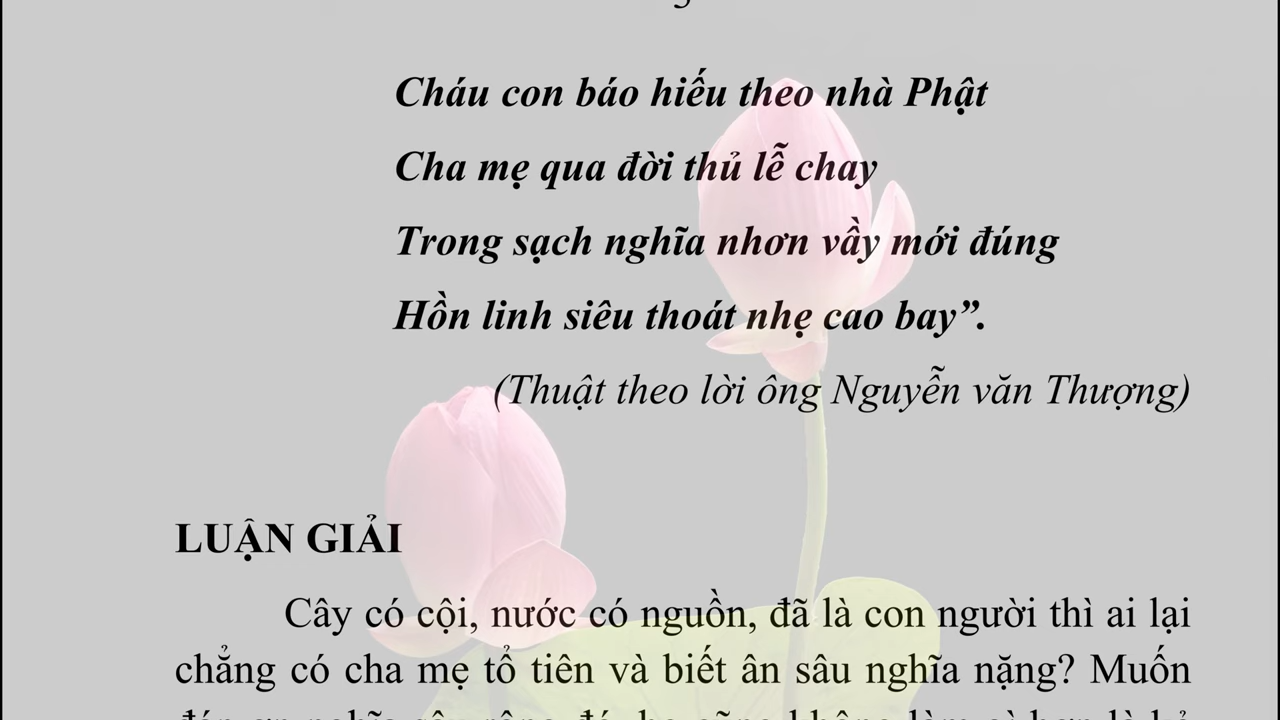 Cháu con báo hiếu theo nhà Phật
Cha mẹ qua đời thủ lễ chay
Trong sạch nghĩa nhơn vầy mới đúng
Hồn linh siêu thoát nhẹ cao bay”.
(Thuật theo lời ông Nguyễn văn Thượng)
LUẬN GIẢI
Cây có cội, nước có nguồn, đã là con người thì ai lại
chẳng có cha mẹ tổ tiên và biết ân sâu nghĩa nặng? Muốn